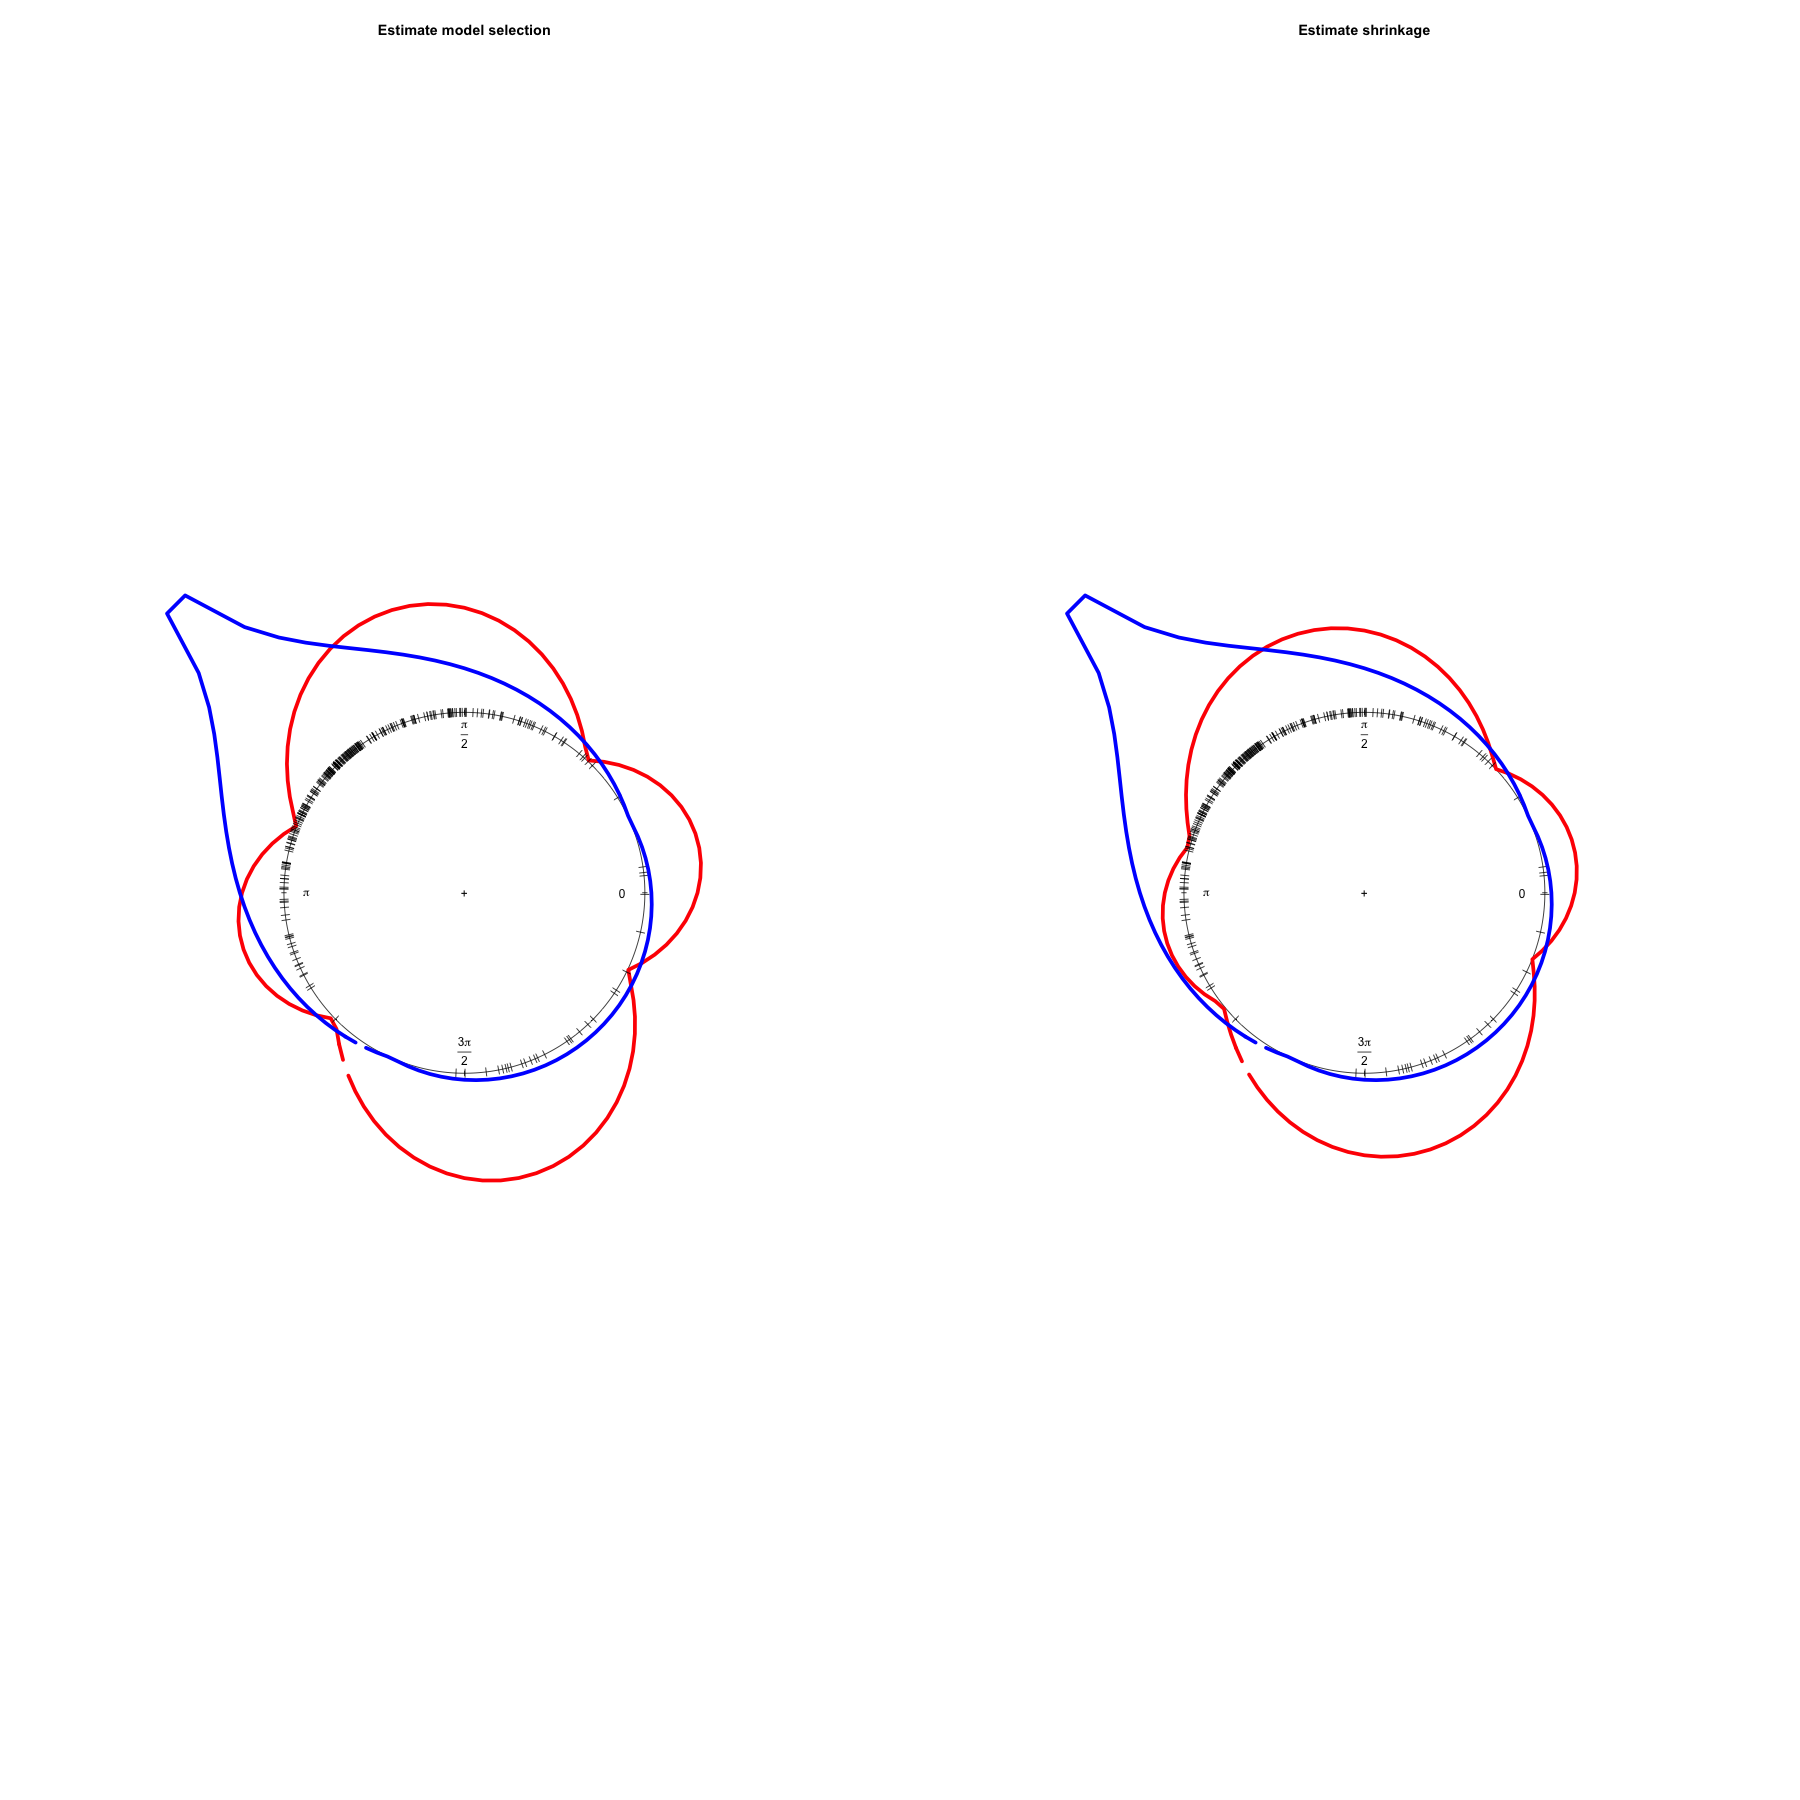 Estimate model selection
Estimate shrinkage
π
2
π
+
0
3π
2
π
2
π
+
0
3π
2